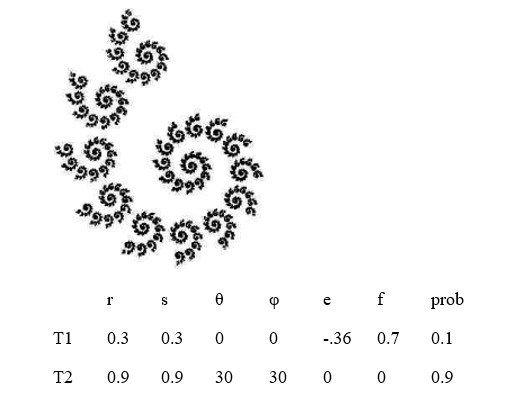 r s θ φ e f prob
T1 0.3 0.3 0 0 -.36 0.7 0.1
T2 0.9 0.9 30 30 0 0 0.9